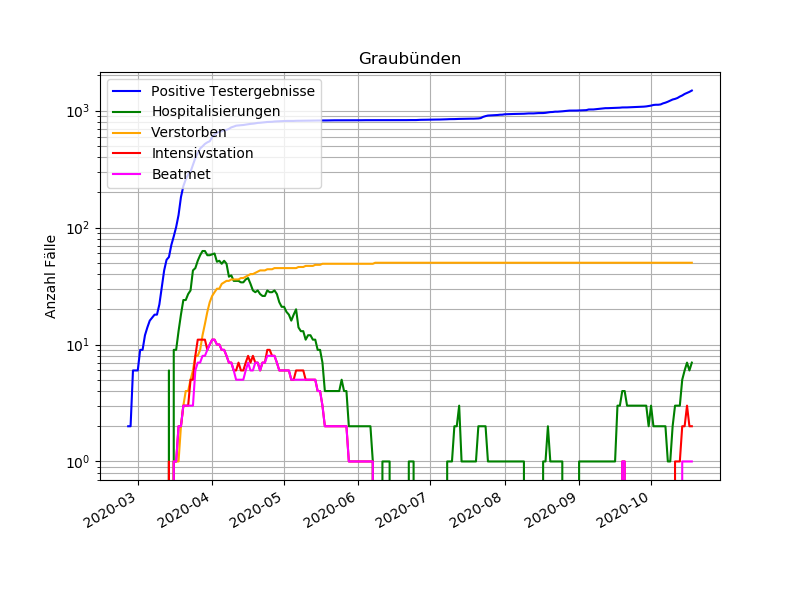 Graubünden
Positive Testergebnisse
Hospitalisierungen
Verstorben
Intensivstation
Beatmet
Anzahl Fälle
10³
10²
10¹
10⁰
2020-03
2020-04
2020-05
2020-06
2020-07
2020-08
2020-09
2020-10